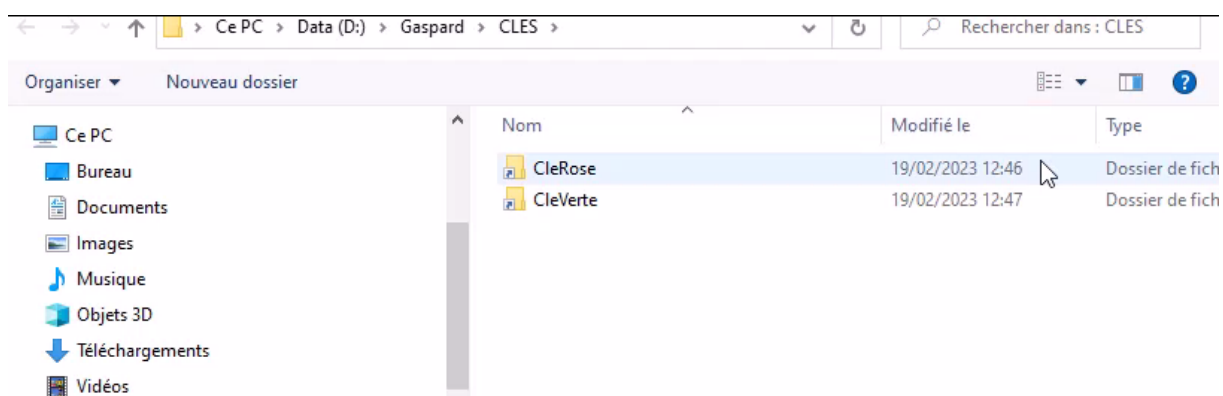 Ce PC > Data (D:) > Gaspard > CLES >
Rechercher dans : CLES
Organiser
Nouveau dossier
?
Nom
Modifié le
Type
Ce PC
Bureau
Documents
Images
Musique
Objets 3D
Téléchargements
Vidéos
CleRose
19/02/2023 12:46
Dossier de fich
CleVerte
19/02/2023 12:47
Dossier de fich